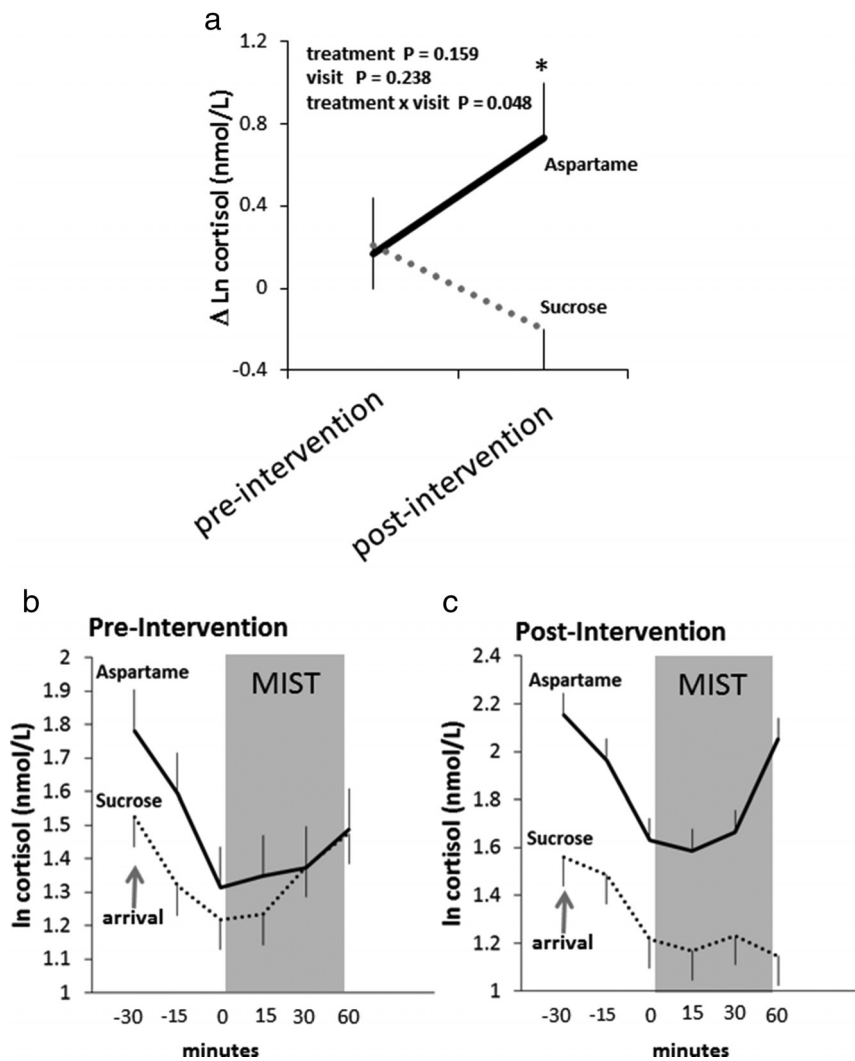 a
1.2
treatment P = 0.159
visit P = 0.238
treatment x visit P = 0.048
*
0.8
Aspartame
0.4
0
Sucrose
-0.4
Δ Ln cortisol (nmol/L)
pre-intervention
post-intervention
b
Pre-Intervention
2
Aspartame
MIST
1.9
1.8
1.7
1.6
Sucrose
1.5
1.4
1.3
1.2
arrival
1.1
1
ln cortisol (nmol/L)
-30 -15 0 15 30 60
minutes
c
Post-Intervention
2.4
Aspartame
MIST
2.2
2
1.8
1.6
Sucrose
1.4
1.2
arrival
1
ln cortisol (nmol/L)
-30 -15 0 15 30 60
minutes